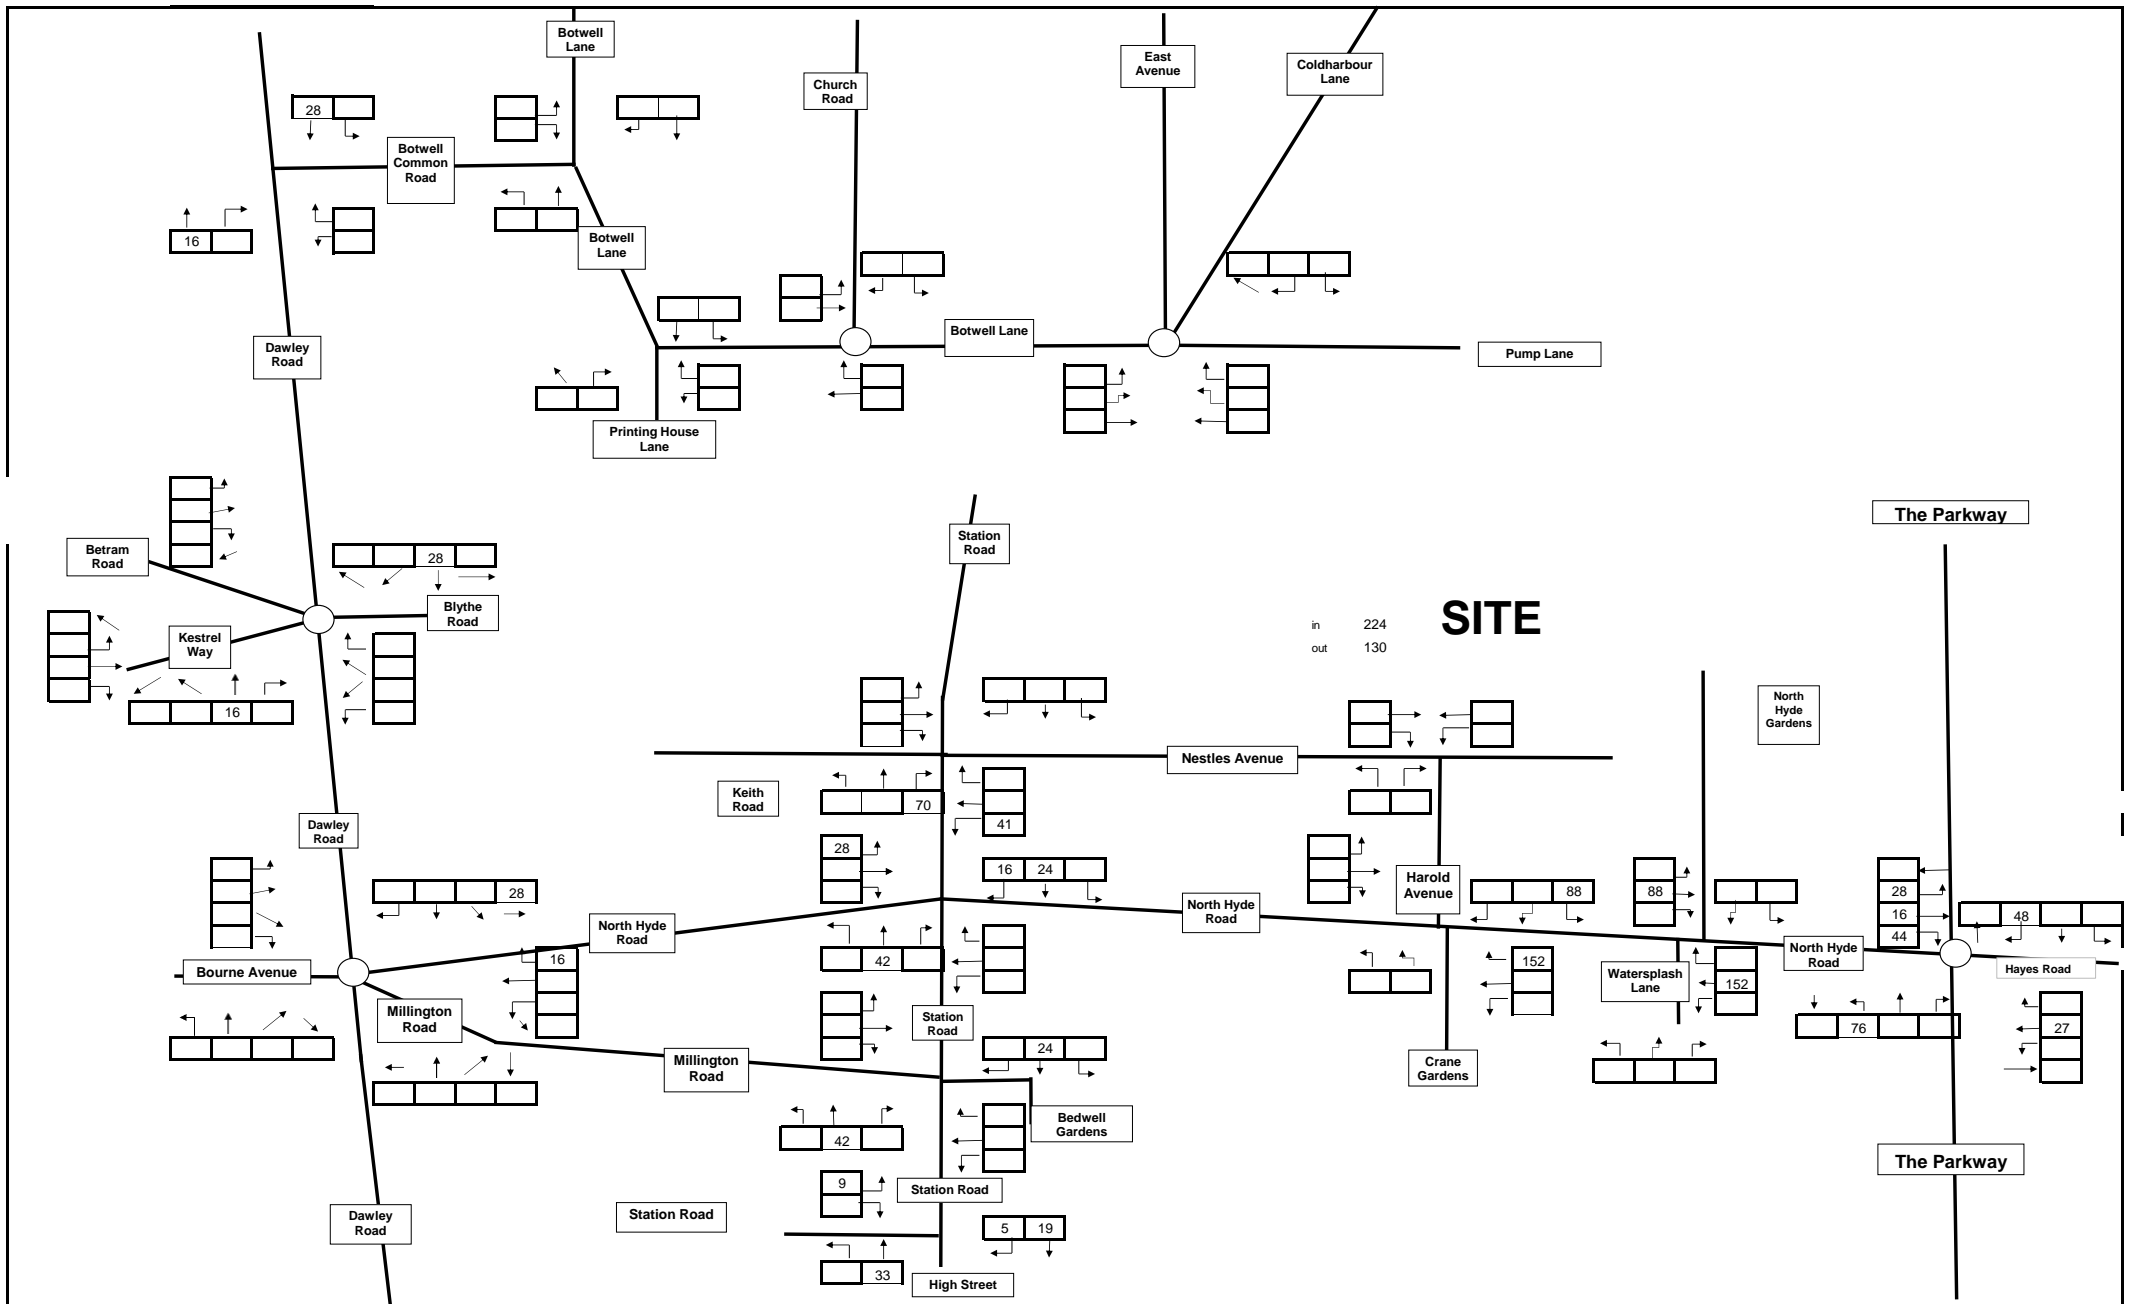 Botwell
Lane
East
Avenue
Coldharbour
Lane
Church
Road
28
Botwell
Common
Road
16
Botwell
Lane
Botwell Lane
Dawley
Road
Pump Lane
Printing House
Lane
The Parkway
Station
Road
Betram
Road
28
Blythe
Road
SITE
in 224
out 130
Kestrel
Way
16
North
Hyde
Gardens
Nestles Avenue
Keith
Road
70
41
Dawley
Road
28
16 24
Harold
Avenue
28
88
88
28
16
44
48
North Hyde
Road
North Hyde
Road
North Hyde
Road
Bourne Avenue
16
42
152
Watersplash
Lane
152
Hayes Road
Millington
Road
Station
Road
76
27
Millington
Road
24
Crane
Gardens
Bedwell
Gardens
42
The Parkway
9
Station Road
Station Road
Dawley
Road
5 19
33
High Street